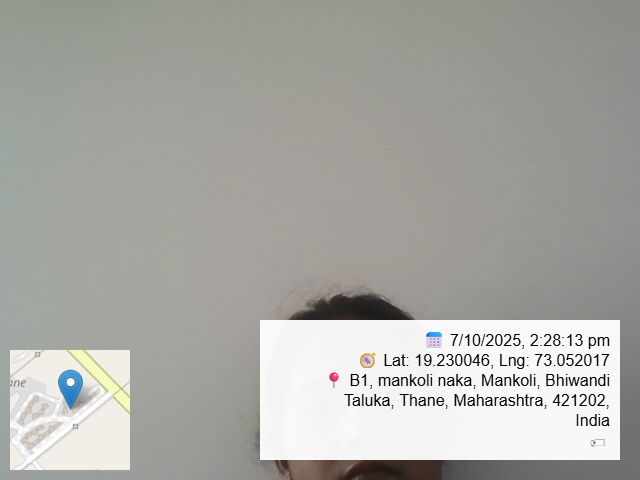 7/10/2025, 2:28:13 pm
Lat: 19.230046, Lng: 73.052017
B1, mankoli naka, Mankoli, Bhiwandi
Taluka, Thane, Maharashtra, 421202,
India
ane